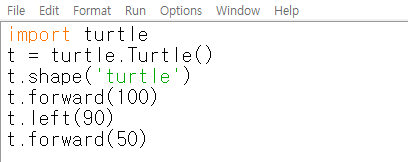 File Edit Format Run Options Window Help
import turtle
t = turtle.Turtle()
t.shape('turtle')
t.forward(100)
t.left(90)
t.forward(50)